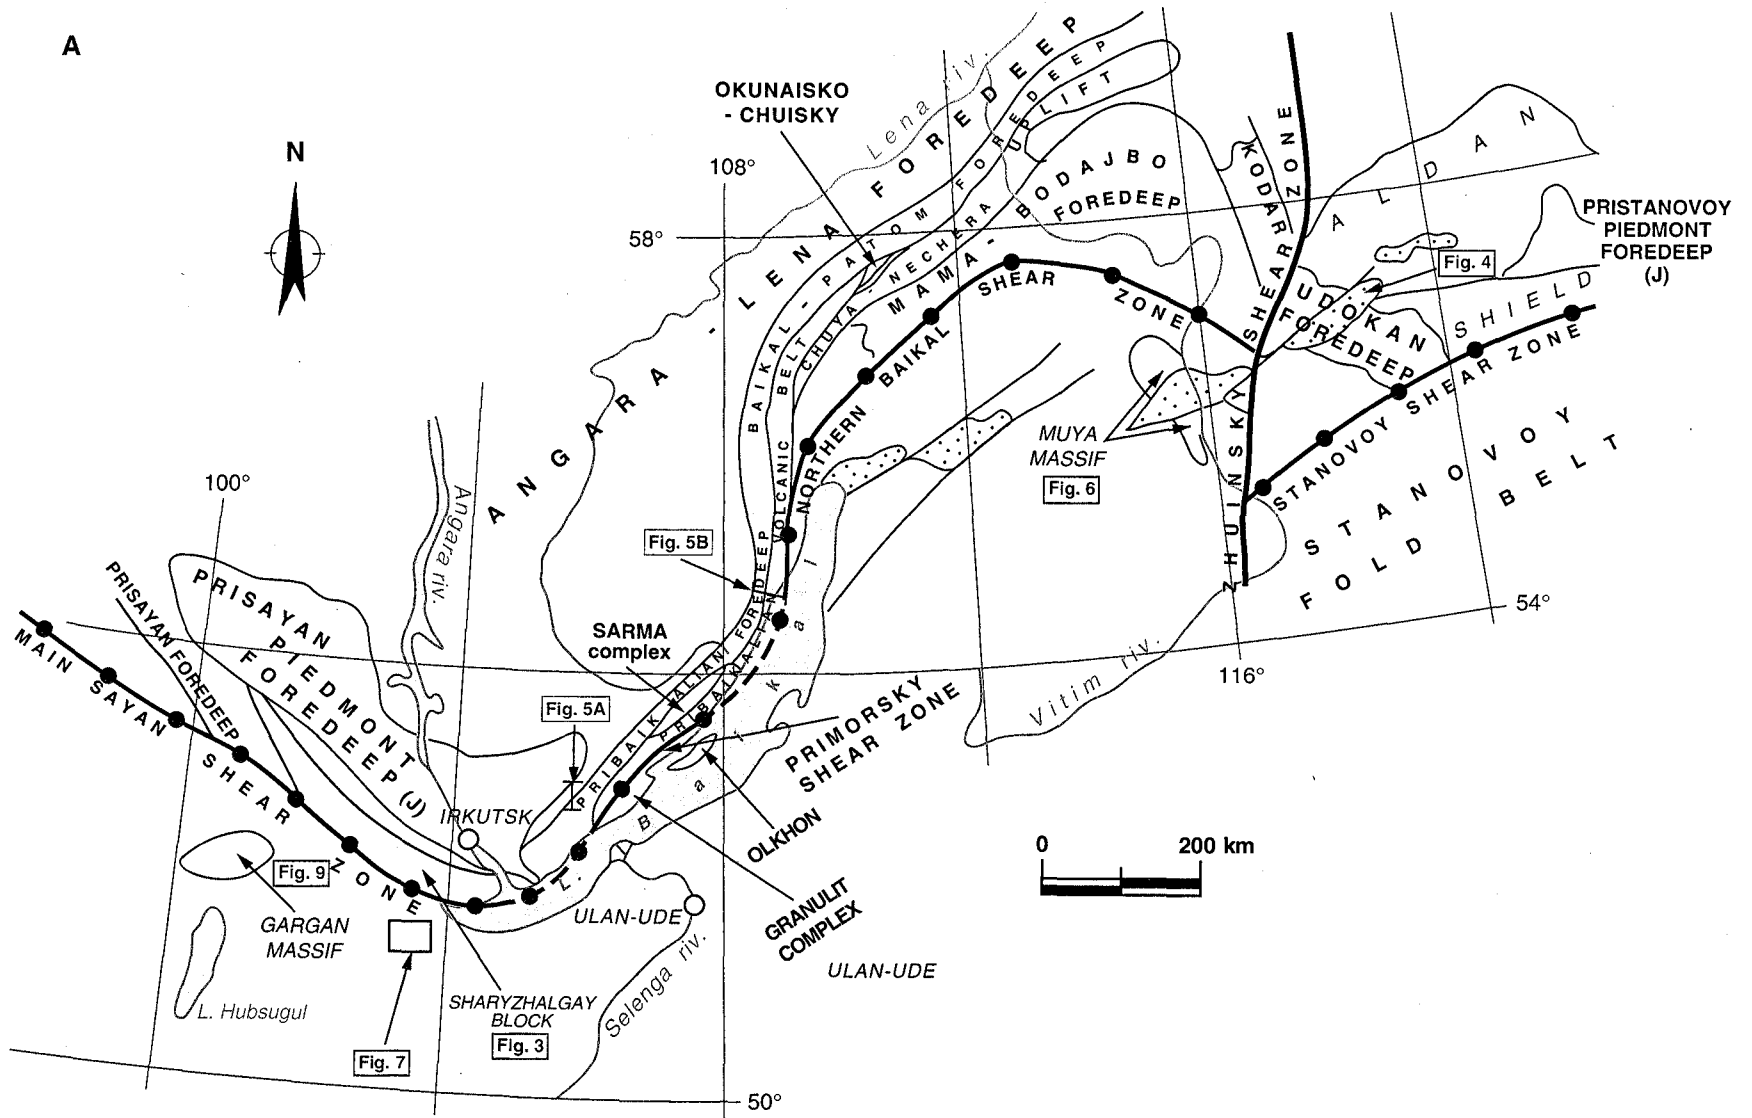 A
N
OKUNAISKO
- CHUISKY
Lena riv.
108°
58°
ANGARA - LENA FOREDEEP
BAIKAL - PATOM FOREDEEP
CHUYA - NECHERA UPLIFT
MAMA - BODAJBO
FOREDEEP
KODAR
ZHUINSKY SHEAR ZONE
ALDAN
SHIELD
PRISTANOVOY
PIEDMONT
FOREDEEP
(J)
Fig. 4
UDOKAN
FOREDEEP
NORTHERN BAIKAL SHEAR ZONE
STANOVOY SHEAR ZONE
STANOVOY
FOLD BELT
MUYA
MASSIF
Fig. 6
54°
116°
Vitim riv.
100°
Angara riv.
PRISAYAN
PIEDMONT
FOREDEEP (J)
PRISAYAN FOREDEEP
MAIN SAYAN SHEAR ZONE
Fig. 5B
SARMA
complex
Fig. 5A
PRIBAIKALIAN FOREDEEP
PRIBAIKALIAN VOLCANIC BELT
PRIMORSKY
SHEAR ZONE
OLKHON
GRANULIT
COMPLEX
L. Baikal
IRKUTSK
ULAN-UDE
ULAN-UDE
Selenga riv.
Fig. 9
GARGAN
MASSIF
L. Hubsugul
SHARYZHALGAY
BLOCK
Fig. 3
Fig. 7
50°
0 200 km